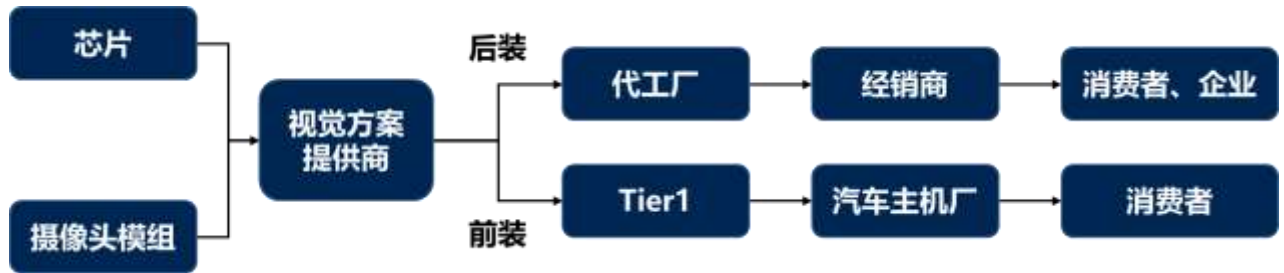 芯片
摄像头模组
视觉方案
提供商
后装
代工厂
经销商
消费者、企业
前装
Tier1
汽车主机厂
消费者